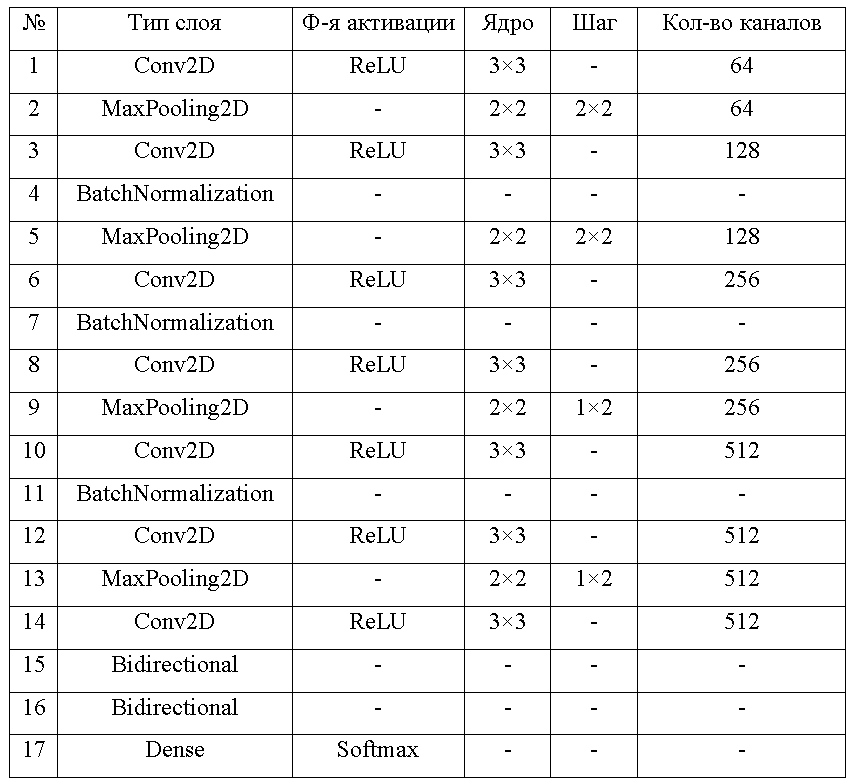 № Тип слоя Ф-я активации Ядро Шаг Кол-во каналов
1 Conv2D ReLU 3×3 - 64
2 MaxPooling2D - 2×2 2×2 64
3 Conv2D ReLU 3×3 - 128
4 BatchNormalization - - - -
5 MaxPooling2D - 2×2 2×2 128
6 Conv2D ReLU 3×3 - 256
7 BatchNormalization - - - -
8 Conv2D ReLU 3×3 - 256
9 MaxPooling2D - 2×2 1×2 256
10 Conv2D ReLU 3×3 - 512
11 BatchNormalization - - - -
12 Conv2D ReLU 3×3 - 512
13 MaxPooling2D - 2×2 1×2 512
14 Conv2D ReLU 3×3 - 512
15 Bidirectional - - - -
16 Bidirectional - - - -
17 Dense Softmax - - -